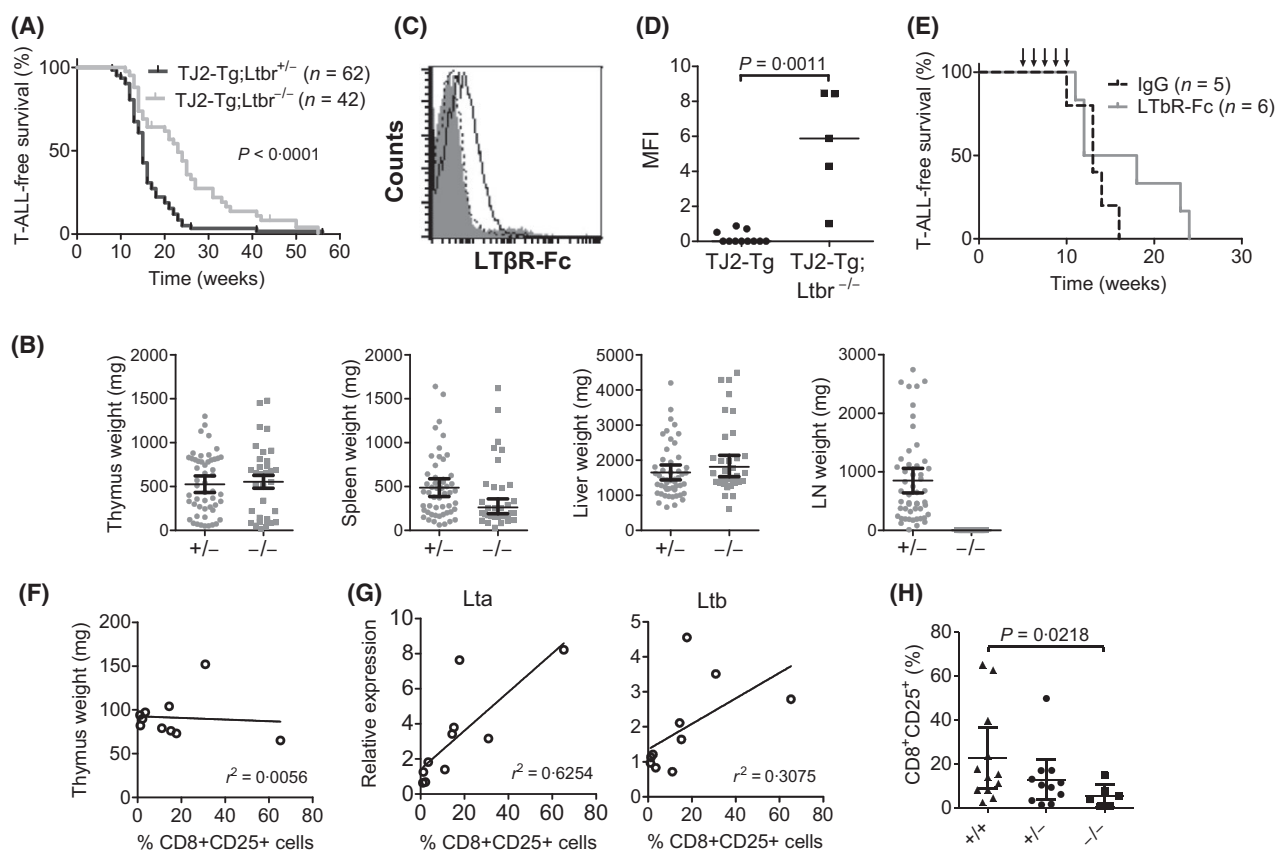 (A)
T-ALL-free survival (%)
100
50
0
0 10 20 30 40 50 60
Time (weeks)
TJ2-Tg;Ltbr+/– (n = 62)
TJ2-Tg;Ltbr–/– (n = 42)
P < 0·0001
(C)
Counts
LTβR-Fc
(D)
P = 0·0011
MFI
10
8
6
4
2
0
TJ2-Tg TJ2-Tg;
Ltbr –/–
(E)
T-ALL-free survival (%)
100
50
0
0 10 20 30
Time (weeks)
IgG (n = 5)
LTbR-Fc (n = 6)
(B)
Thymus weight (mg)
2000
1500
1000
500
0
+/– –/–
Spleen weight (mg)
2000
1500
1000
500
0
+/– –/–
Liver weight (mg)
5000
4000
3000
2000
1000
0
+/– –/–
LN weight (mg)
3000
2000
1000
0
+/– –/–
(F)
Thymus weight (mg)
200
150
100
50
0
0 20 40 60 80
% CD8+CD25+ cells
r2 = 0·0056
(G)
Lta
Relative expression
10
8
6
4
2
0
0 20 40 60 80
% CD8+CD25+ cells
r2 = 0·6254
Ltb
5
4
3
2
1
0
0 20 40 60 80
% CD8+CD25+ cells
r2 = 0·3075
(H)
P = 0·0218
CD8+CD25+ (%)
80
60
40
20
0
+/+ +/– –/–